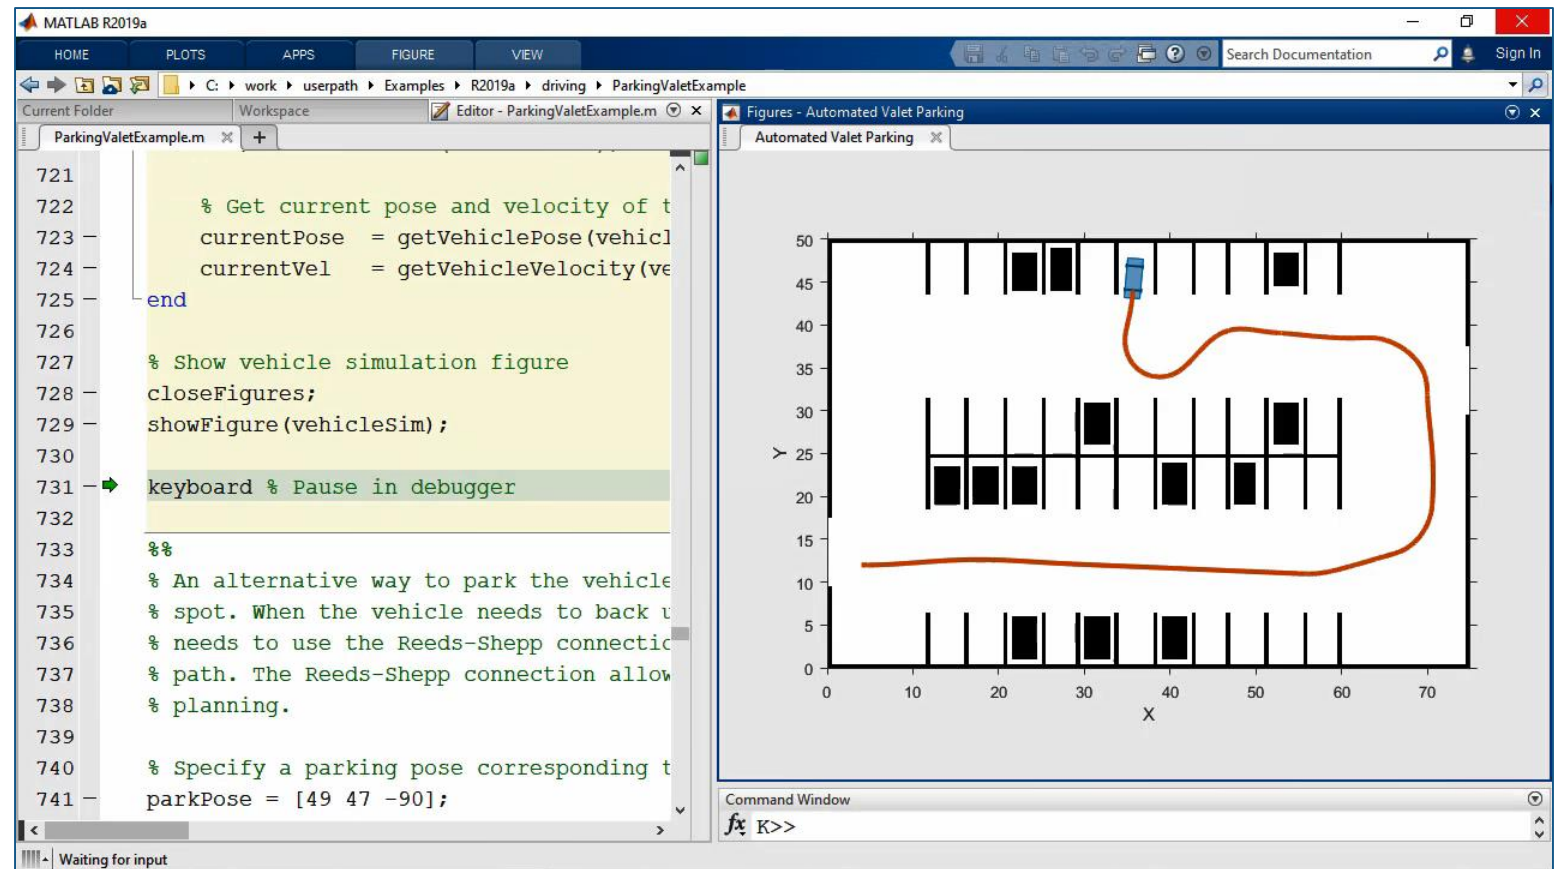 MATLAB R2019a
HOME PLOTS APPS FIGURE VIEW Search Documentation Sign In
C: work userpath Examples R2019a driving ParkingValetExample
Current Folder Workspace Editor - ParkingValetExample.m
ParkingValetExample.m +
721
722 % Get current pose and velocity of t
723 currentPose = getVehiclePose(vehicl
724 currentVel = getVehicleVelocity(ve
725 end
726
727 % Show vehicle simulation figure
728 closeFigures;
729 showFigure(vehicleSim);
730
731 keyboard % Pause in debugger
732
733 %%
734 % An alternative way to park the vehicle
735 % spot. When the vehicle needs to back u
736 % needs to use the Reeds-Shepp connectio
737 % path. The Reeds-Shepp connection allow
738 % planning.
739
740 % Specify a parking pose corresponding t
741 parkPose = [49 47 -90];
Waiting for input
Figures - Automated Valet Parking
Automated Valet Parking
50
45
40
35
30
Y 25
20
15
10
5
0
0 10 20 30 40 50 60 70
X
Command Window
fx K>>